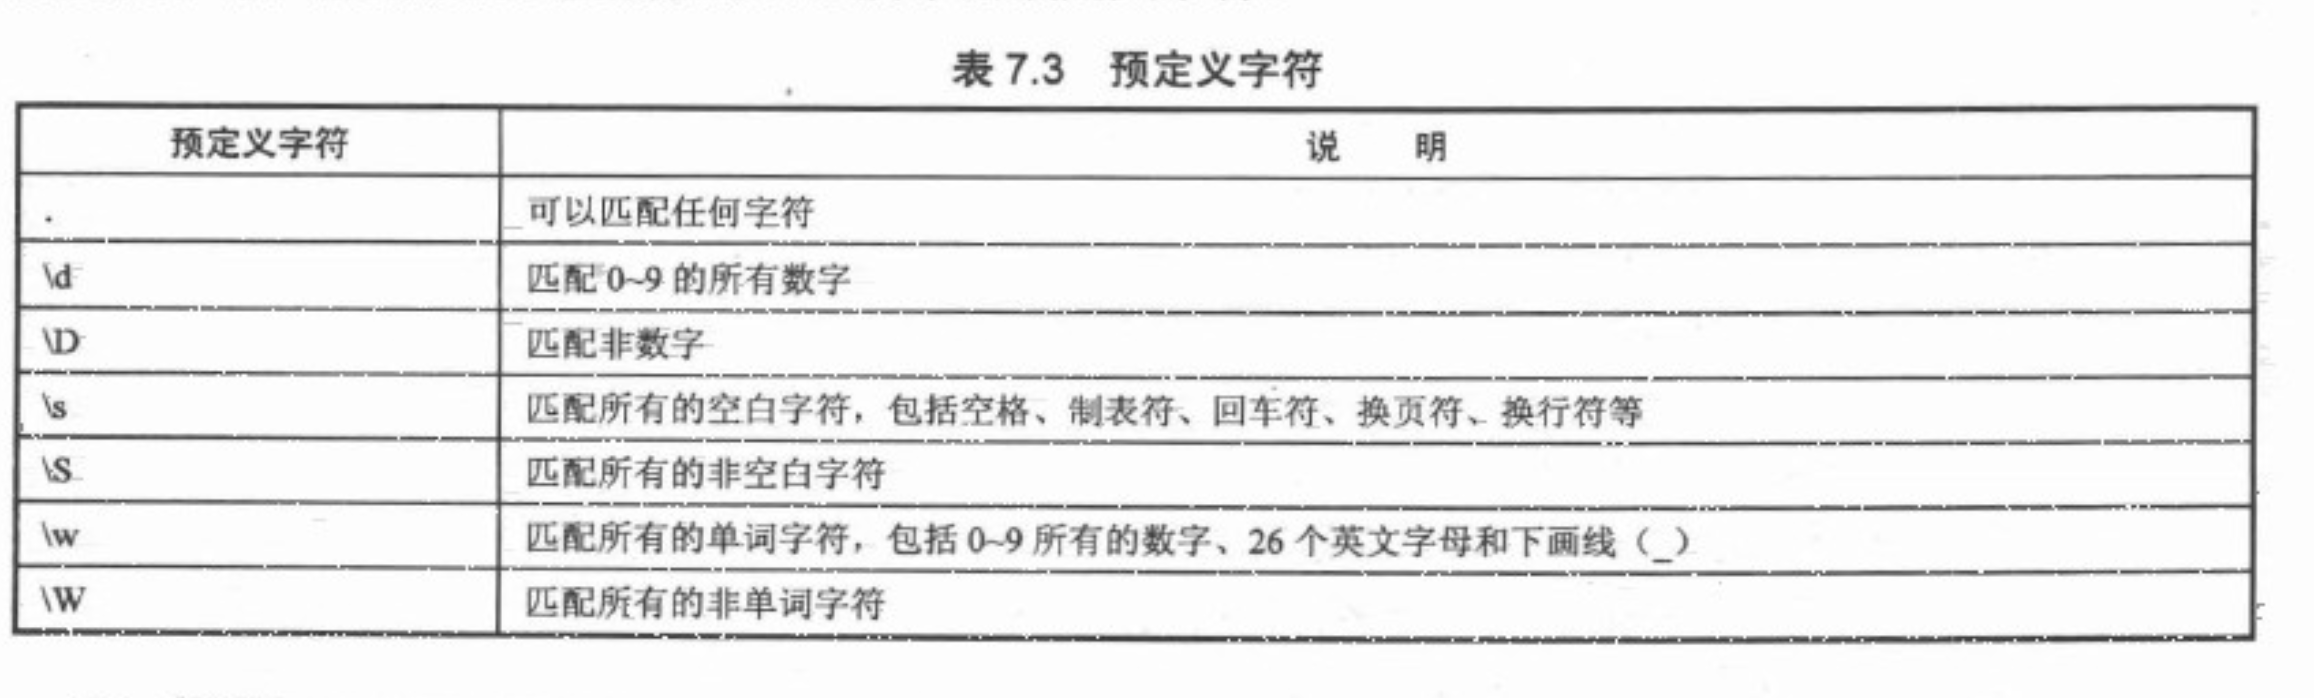 表 7.3 预定义字符
预定义字符 说 明
. 可以匹配任何字符
\d 匹配 0~9 的所有数字
\D 匹配非数字
\s 匹配所有的空白字符，包括空格、制表符、回车符、换页符、换行符等
\S 匹配所有的非空白字符
\w 匹配所有的单词字符，包括 0~9 所有的数字、26 个英文字母和下画线（_）
\W 匹配所有的非单词字符